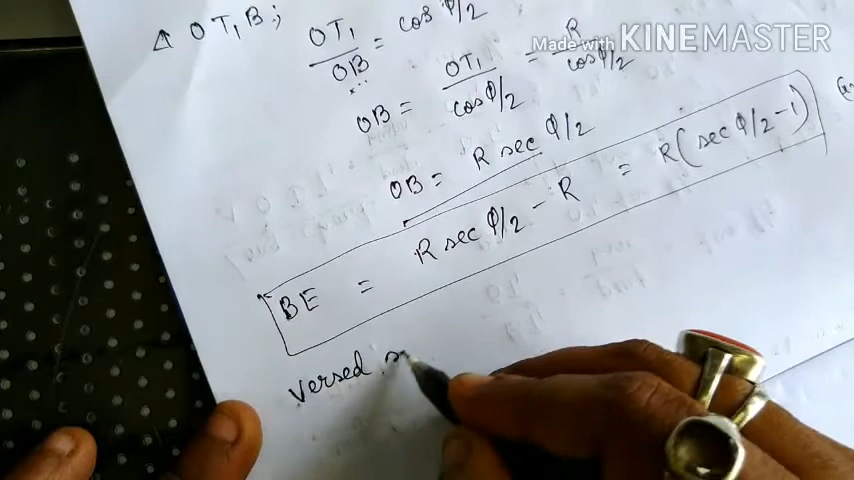 Made with KINEMASTER
Δ OT₁B;
OT₁/OB = cos φ/2
OB = OT₁/cos φ/2 = R/cos φ/2
OB = R sec φ/2
BE = R sec φ/2 - R = R(sec φ/2 - 1)
Versed